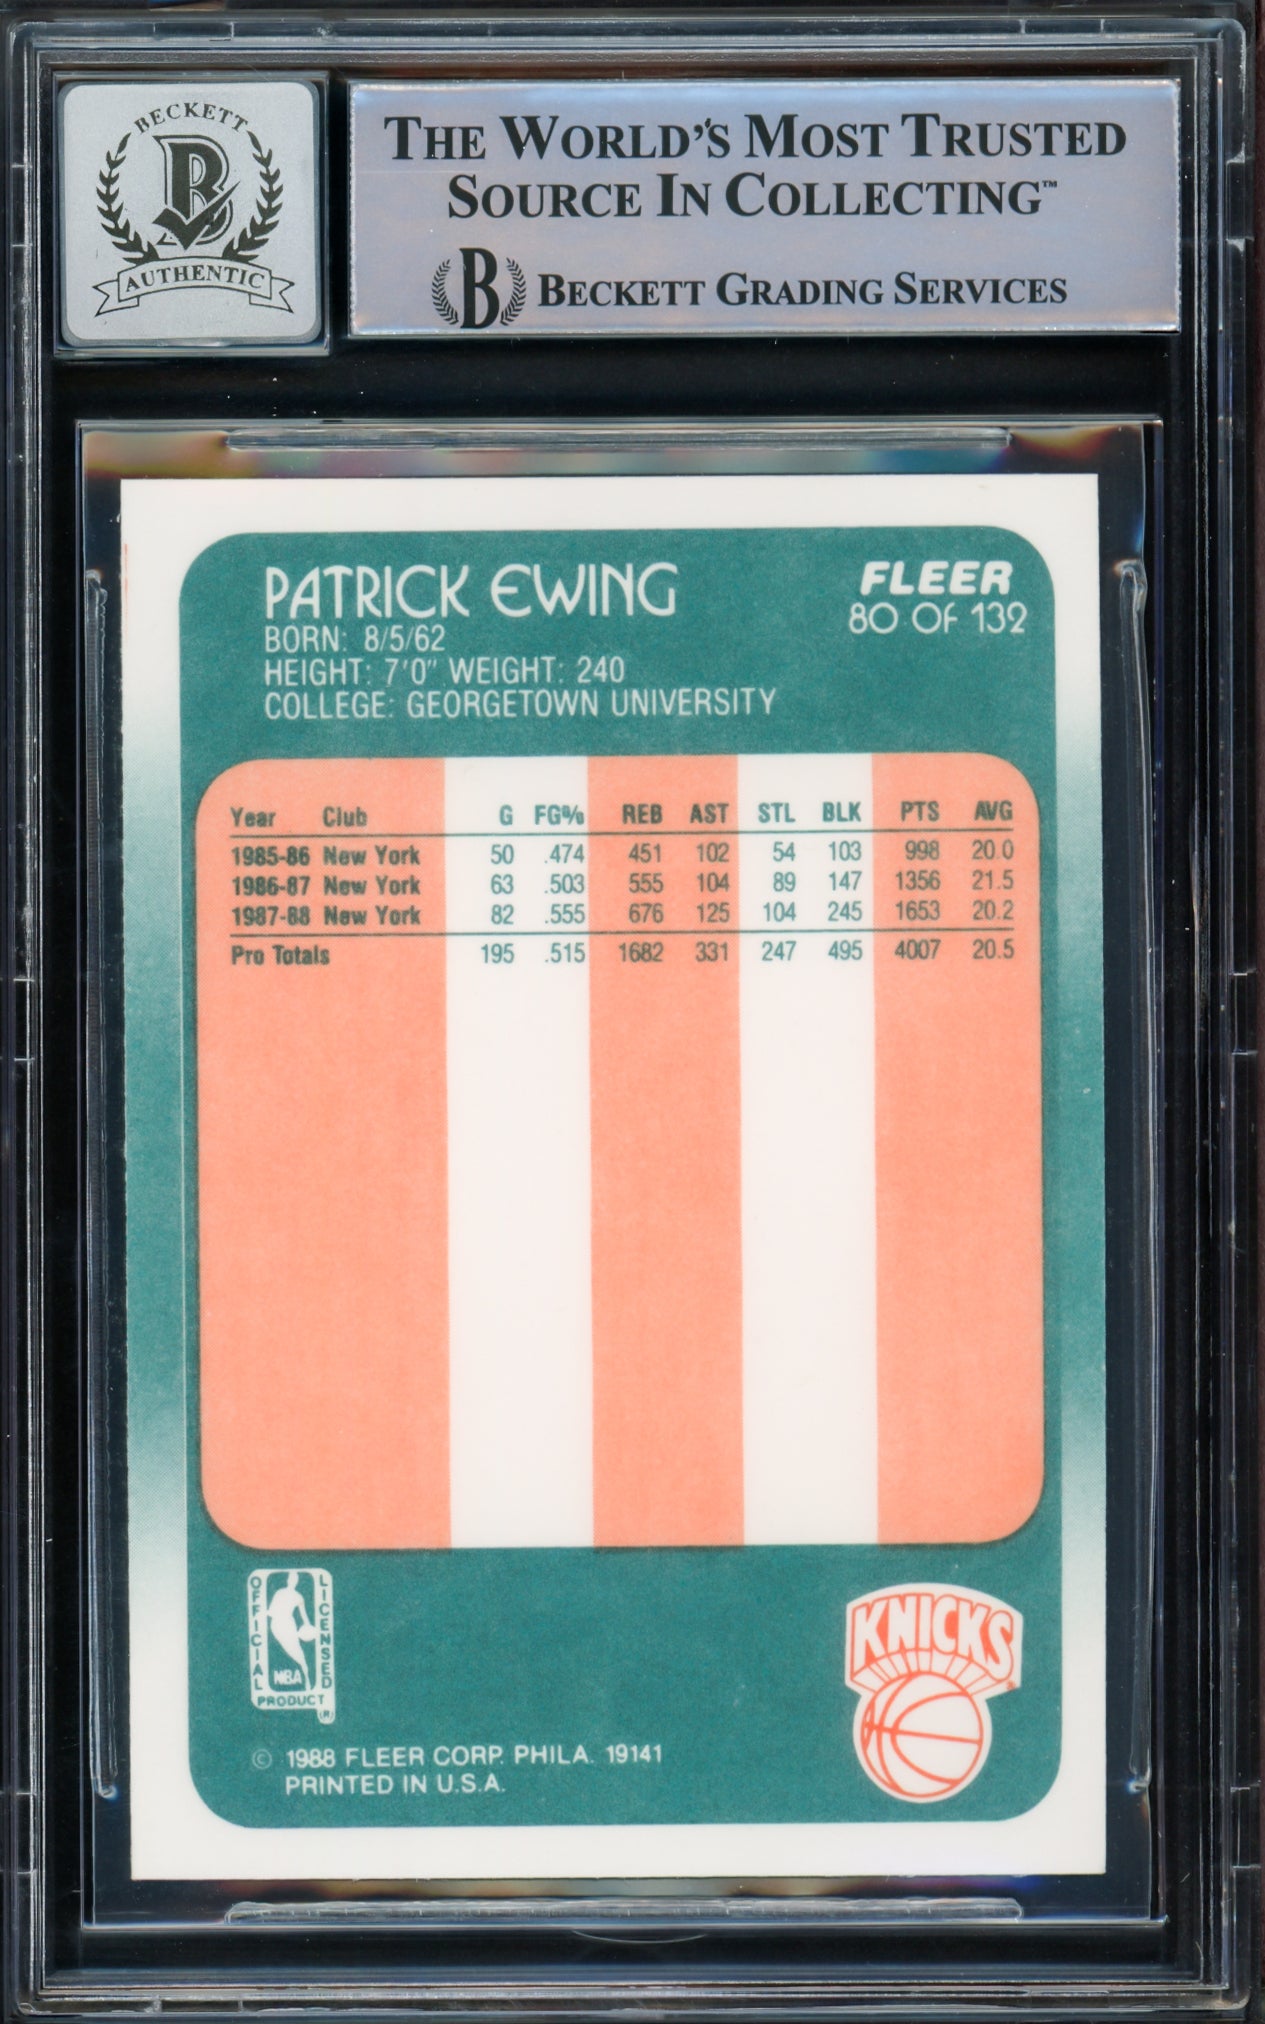 BECKETT
B
AUTHENTIC
THE WORLD'S MOST TRUSTED
SOURCE IN COLLECTING™
B BECKETT GRADING SERVICES
PATRICK EWING
BORN: 8/5/62
HEIGHT: 7'0" WEIGHT: 240
COLLEGE: GEORGETOWN UNIVERSITY
FLEER
80 OF 132
Year Club G FG% REB AST STL BLK PTS AVG
1985-86 New York 50 .474 451 102 54 103 998 20.0
1986-87 New York 63 .503 555 104 89 147 1356 21.5
1987-88 New York 82 .555 676 125 104 245 1653 20.2
Pro Totals 195 .515 1682 331 247 495 4007 20.5
OFFICIAL
LICENSED
NBA
PRODUCT
®
KNICKS
®
© 1988 FLEER CORP. PHILA. 19141
PRINTED IN U.S.A.